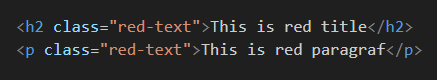 <h2 class="red-text">This is red title</h2>
<p class="red-text">This is red paragraf</p>